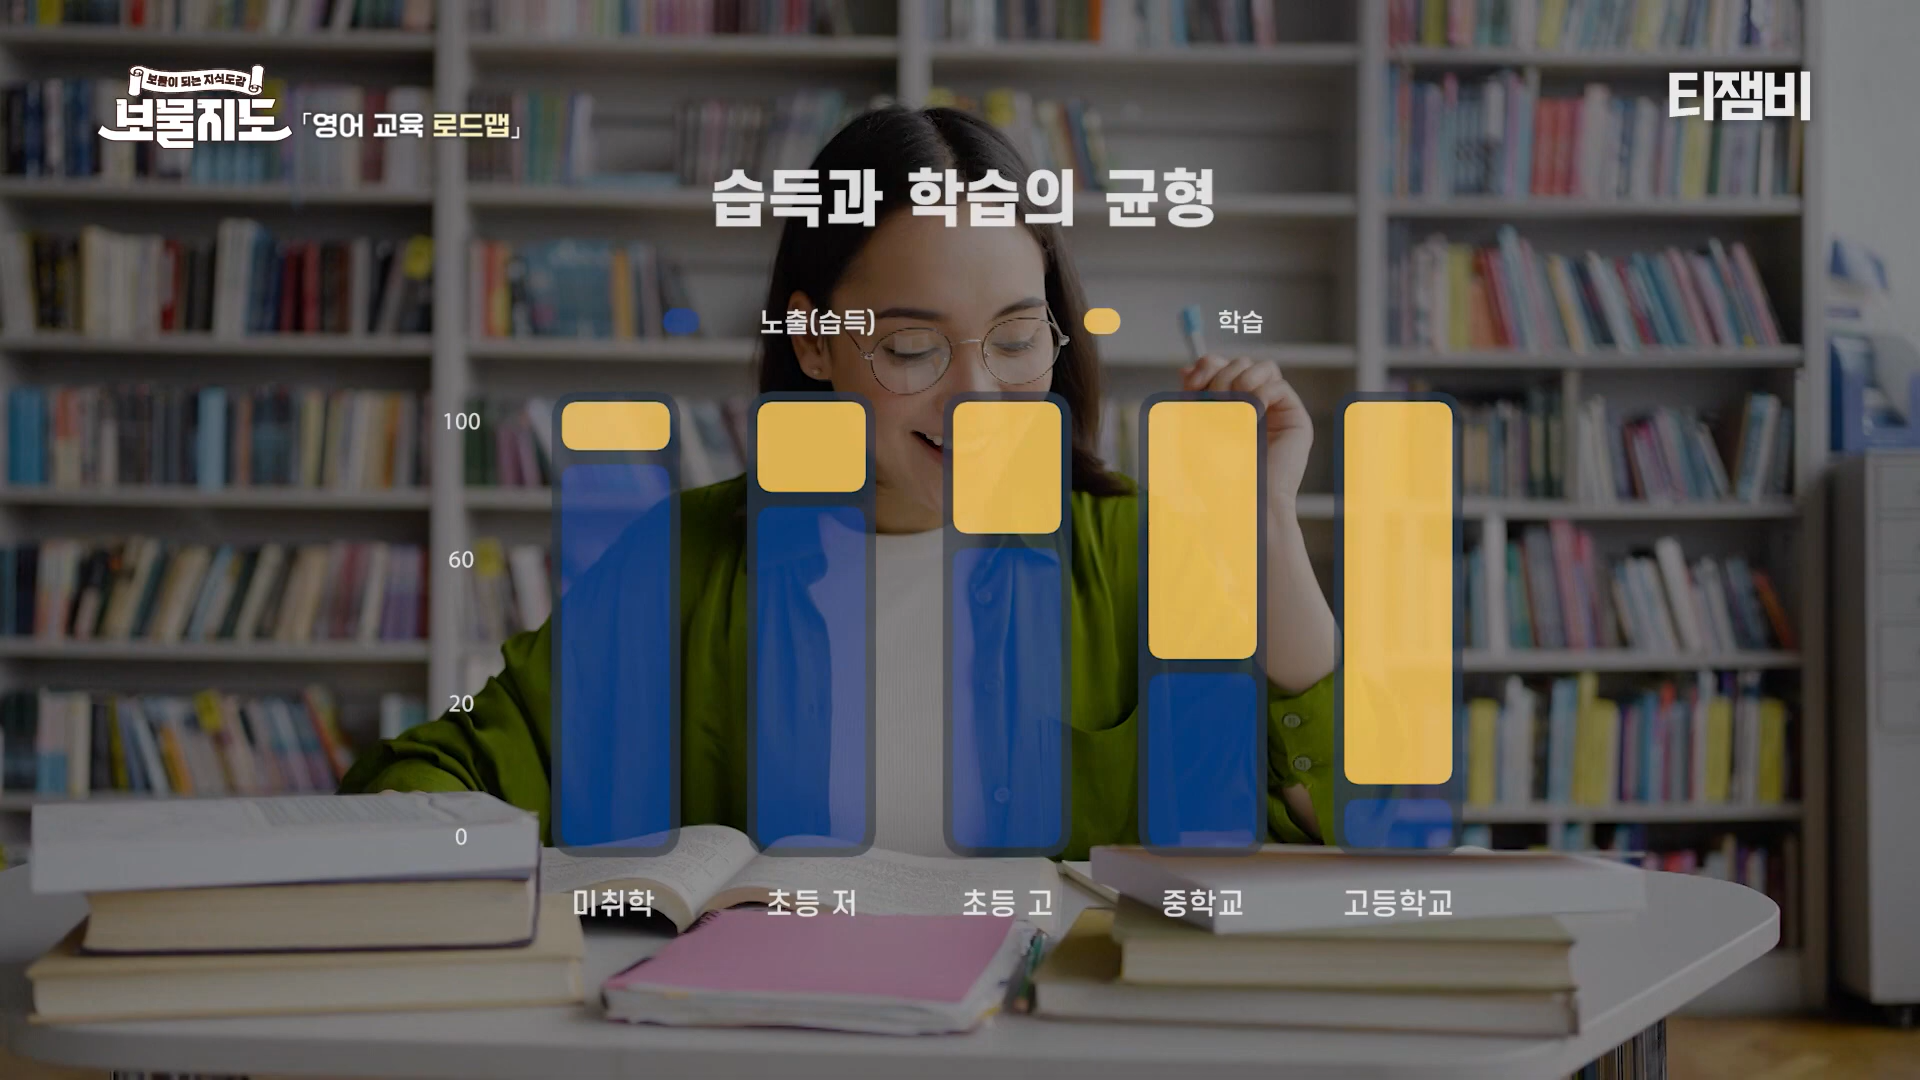 보물이 되는 지식도감
보물지도 「영어 교육 로드맵」
티잼비
습득과 학습의 균형
노출(습득) 학습
100
60
20
0
미취학 초등 저 초등 고 중학교 고등학교